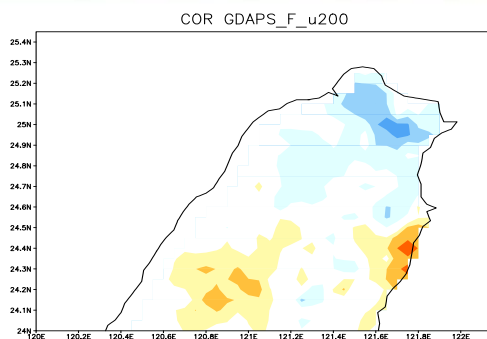 COR GDAPS_F_u200
25.4N
25.3N
25.2N
25.1N
25N
24.9N
24.8N
24.7N
24.6N
24.5N
24.4N
24.3N
24.2N
24.1N
24N
120E 120.2E 120.4E 120.6E 120.8E 121E 121.2E 121.4E 121.6E 121.8E 122E